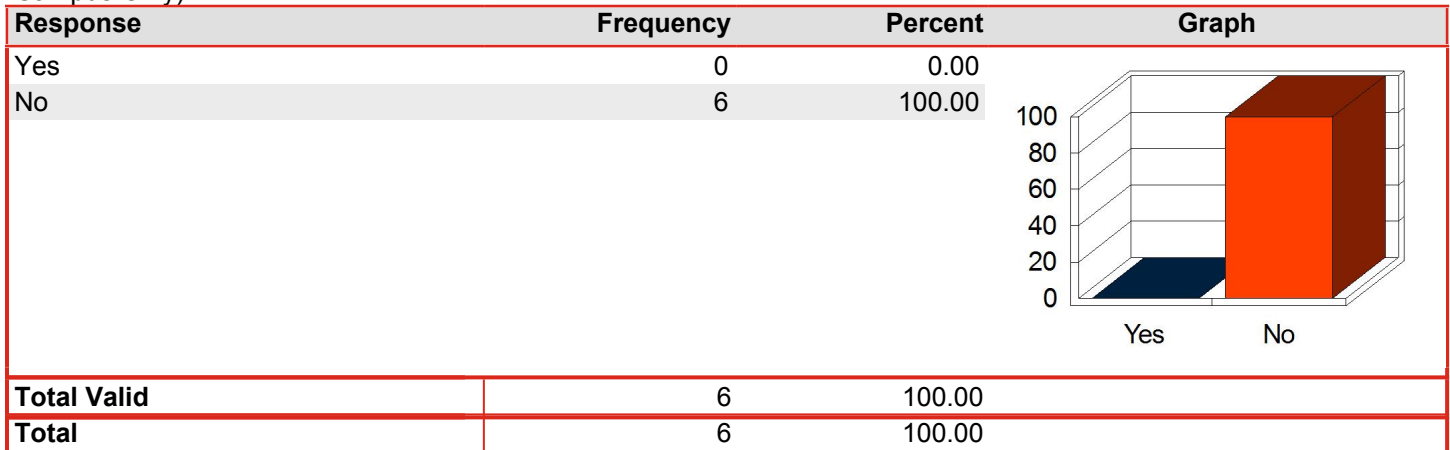 Response Frequency Percent Graph
Yes 0 0.00
No 6 100.00
100
80
60
40
20
0
Yes No
Total Valid 6 100.00
Total 6 100.00